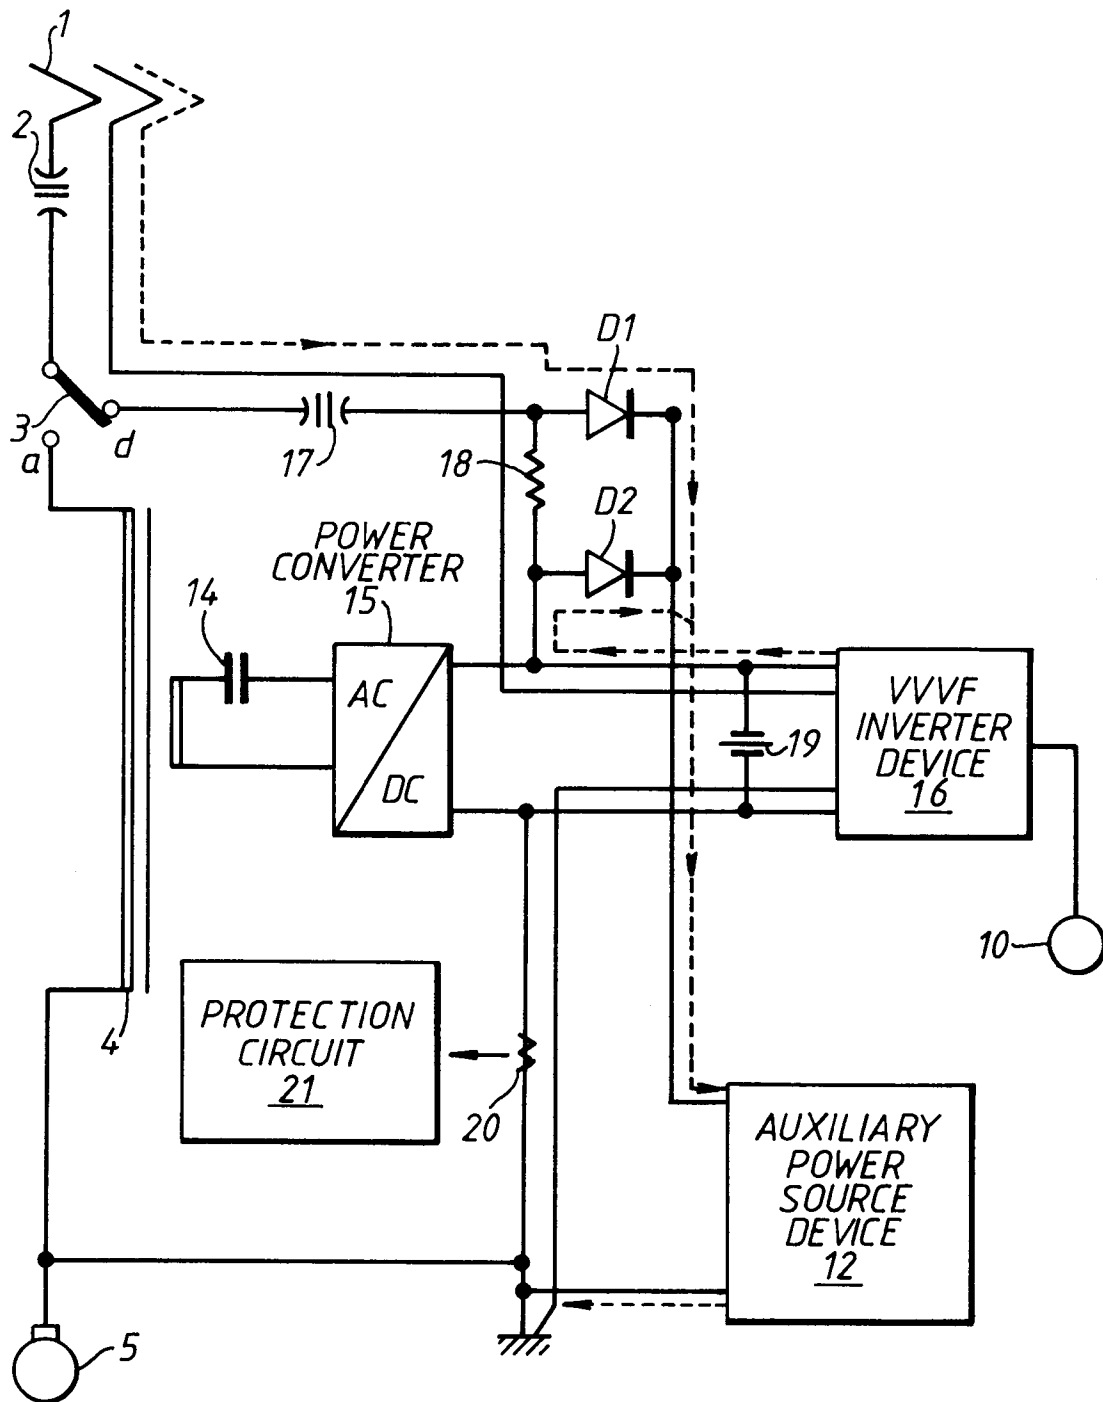 1
2
D1
3
d
a
17
18
D2
POWER
CONVERTER
15
14
AC
DC
19
VVVF
INVERTER
DEVICE
16
10
PROTECTION
CIRCUIT
21
4
20
AUXILIARY
POWER
SOURCE
DEVICE
12
5